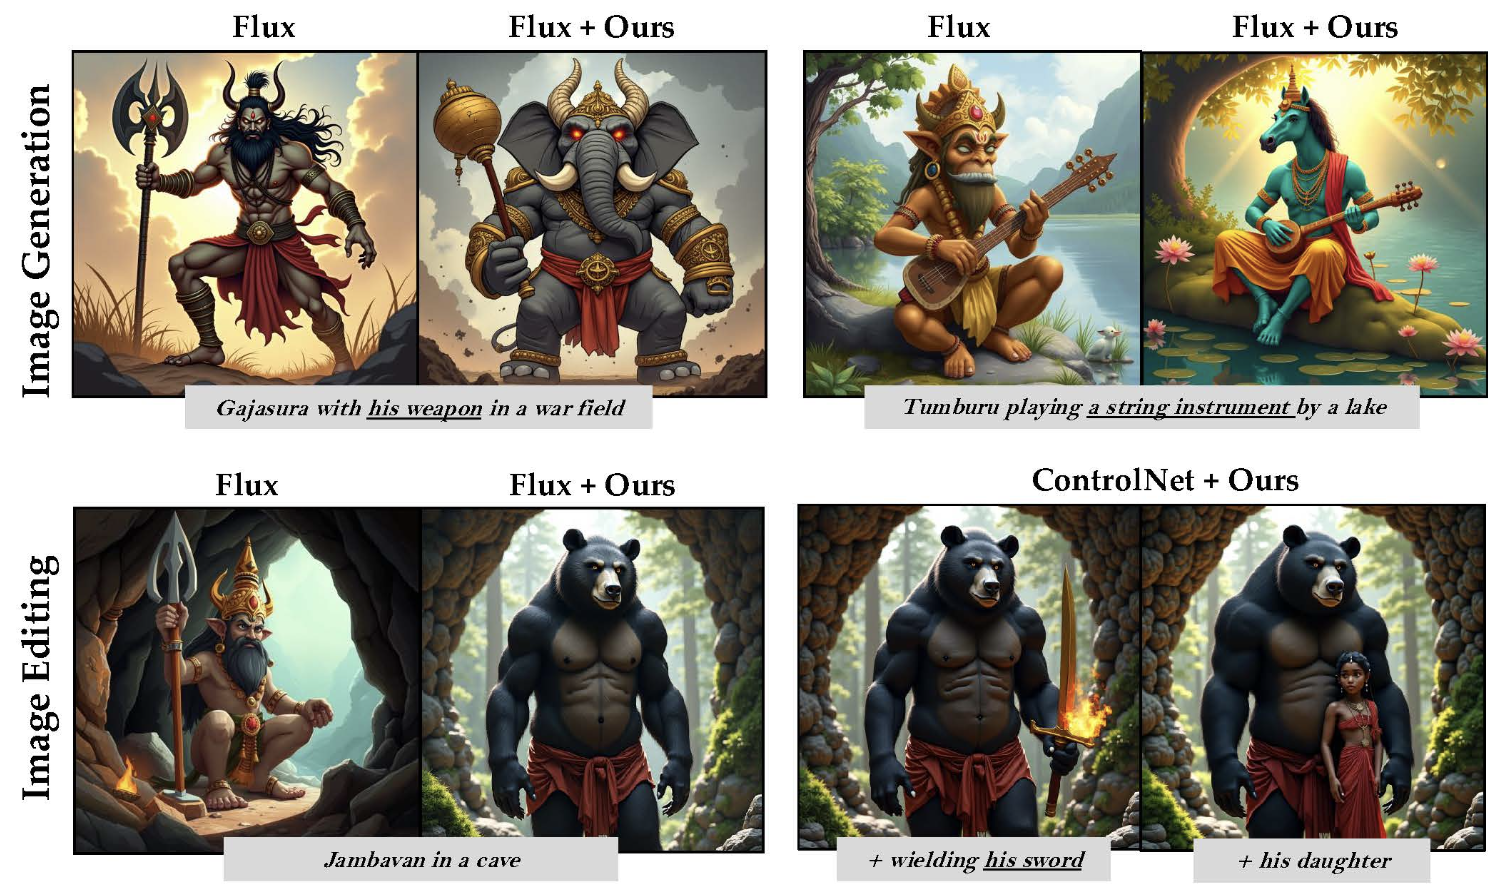 Flux
Flux + Ours
Flux
Flux + Ours
Image Generation
Gajasura with his weapon in a war field
Tumburu playing a string instrument by a lake
Flux
Flux + Ours
ControlNet + Ours
Image Editing
Jambavan in a cave
+ wielding his sword
+ his daughter